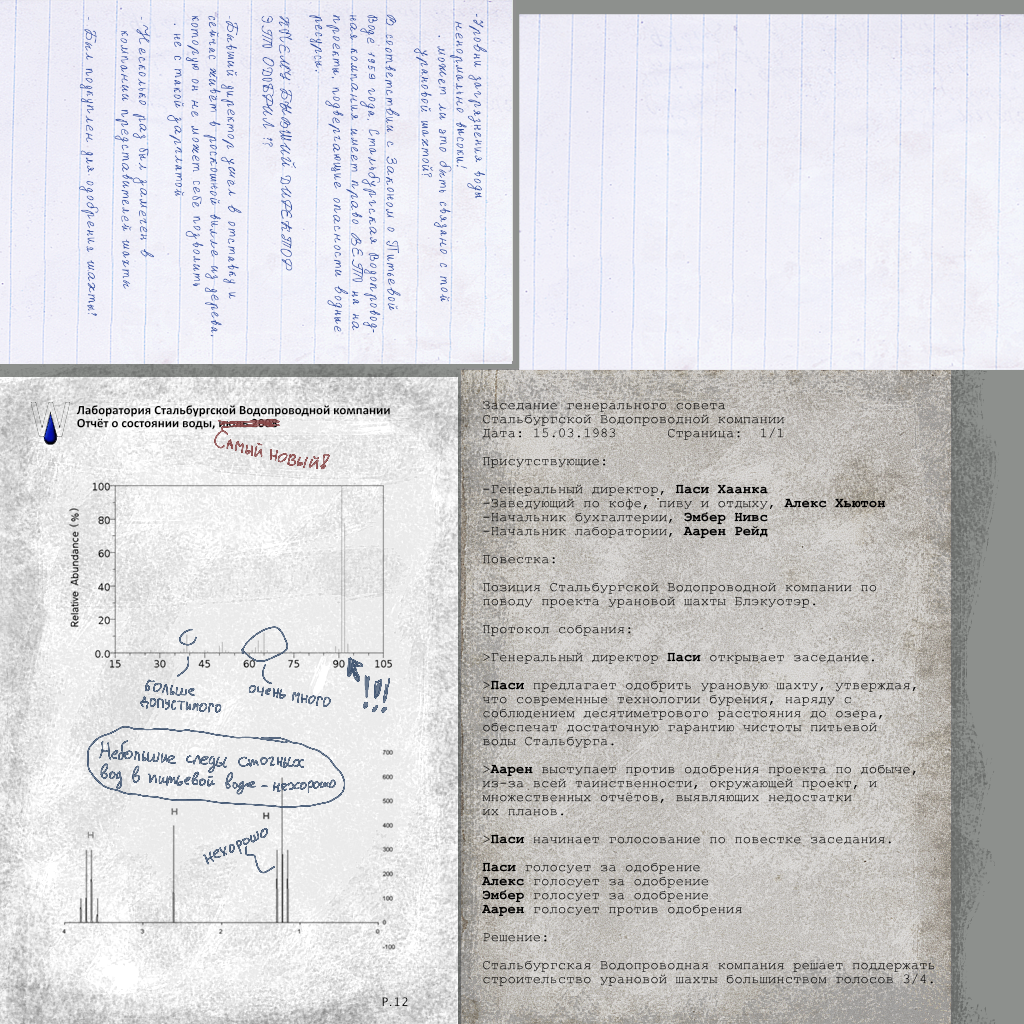 -Уровни загрязнения воды
ненормально высоки!
. может ли это быть связано с той
урановой шахтой?
В соответствии с Законом о Питьевой
Воде 1959 года, Стальбургская Водопровод-
ная компания имеет право ВЕТО на на
проекты, подвергающие опасности водные
ресурсы.
ПОЧЕМУ БЫВШИЙ ДИРЕКТОР
ЭТО ОДОБРИЛ!?
-Бывший директор ушел в отставку и
сейчас живет в роскошной вилле из дерева,
которую он не может себе позволить
. не с такой зарплатой
-Несколько раз был замечен в
компании представителей шахты
-Был подкуплен для одобрения шахты!
Лаборатория Стальбургской Водопроводной компании
Отчёт о состоянии воды, июль 2008
Самый новый!
Relative Abundance (%)
100
80
60
40
20
0.0
15 30 45 60 75 90 105
больше
допустимого
очень много
!!!
Небольшие следы сточных
вод в питьевой воде - нехорошо
700
600
500
400
300
200
100
0
-100
H
H
H
нехорошо
4 3 2 1 0
P.12
Заседание генерального совета
Стальбургской Водопроводной компании
Дата: 15.03.1983 Страница: 1/1
Присутствующие:
-Генеральный директор, Паси Хаанка
-Заведующий по кофе, пиву и отдыху, Алекс Хьютон
-Начальник бухгалтерии, Эмбер Нивс
-Начальник лаборатории, Аарен Рейд
Повестка:
Позиция Стальбургской Водопроводной компании по
поводу проекта урановой шахты Блэкуотэр.
Протокол собрания:
>Генеральный директор Паси открывает заседание.
>Паси предлагает одобрить урановую шахту, утверждая,
что современные технологии бурения, наряду с
соблюдением десятиметрового расстояния до озера,
обеспечат достаточную гарантию чистоты питьевой
воды Стальбурга.
>Аарен выступает против одобрения проекта по добыче,
из-за всей таинственности, окружающей проект, и
множественных отчётов, выявляющих недостатки
их планов.
>Паси начинает голосование по повестке заседания.
Паси голосует за одобрение
Алекс голосует за одобрение
Эмбер голосует за одобрение
Аарен голосует против одобрения
Решение:
Стальбургская Водопроводная компания решает поддержать
строительство урановой шахты большинством голосов 3/4.